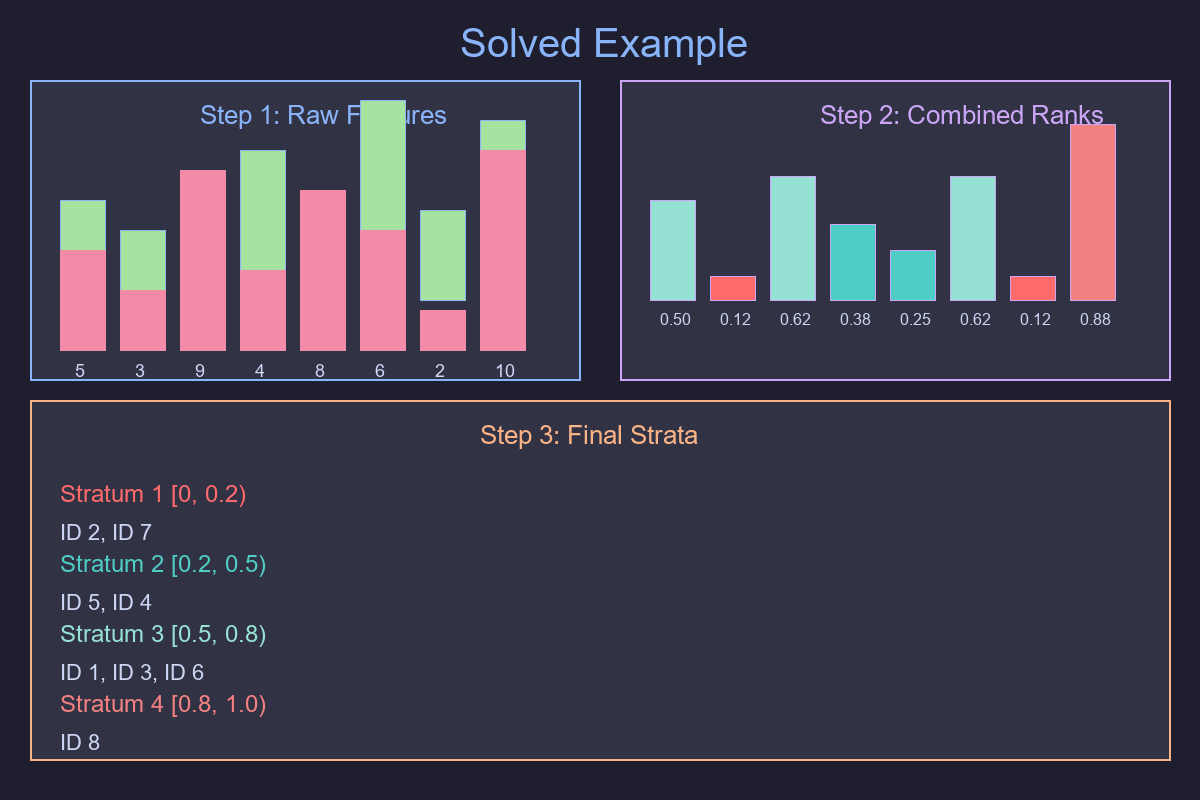 Solved Example
Step 1: Raw F ures
5 3 9 4 8 6 2 10
Step 2: Combined Ranks
0.50 0.12 0.62 0.38 0.25 0.62 0.12 0.88
Step 3: Final Strata
Stratum 1 [0, 0.2)
ID 2, ID 7
Stratum 2 [0.2, 0.5)
ID 5, ID 4
Stratum 3 [0.5, 0.8)
ID 1, ID 3, ID 6
Stratum 4 [0.8, 1.0)
ID 8